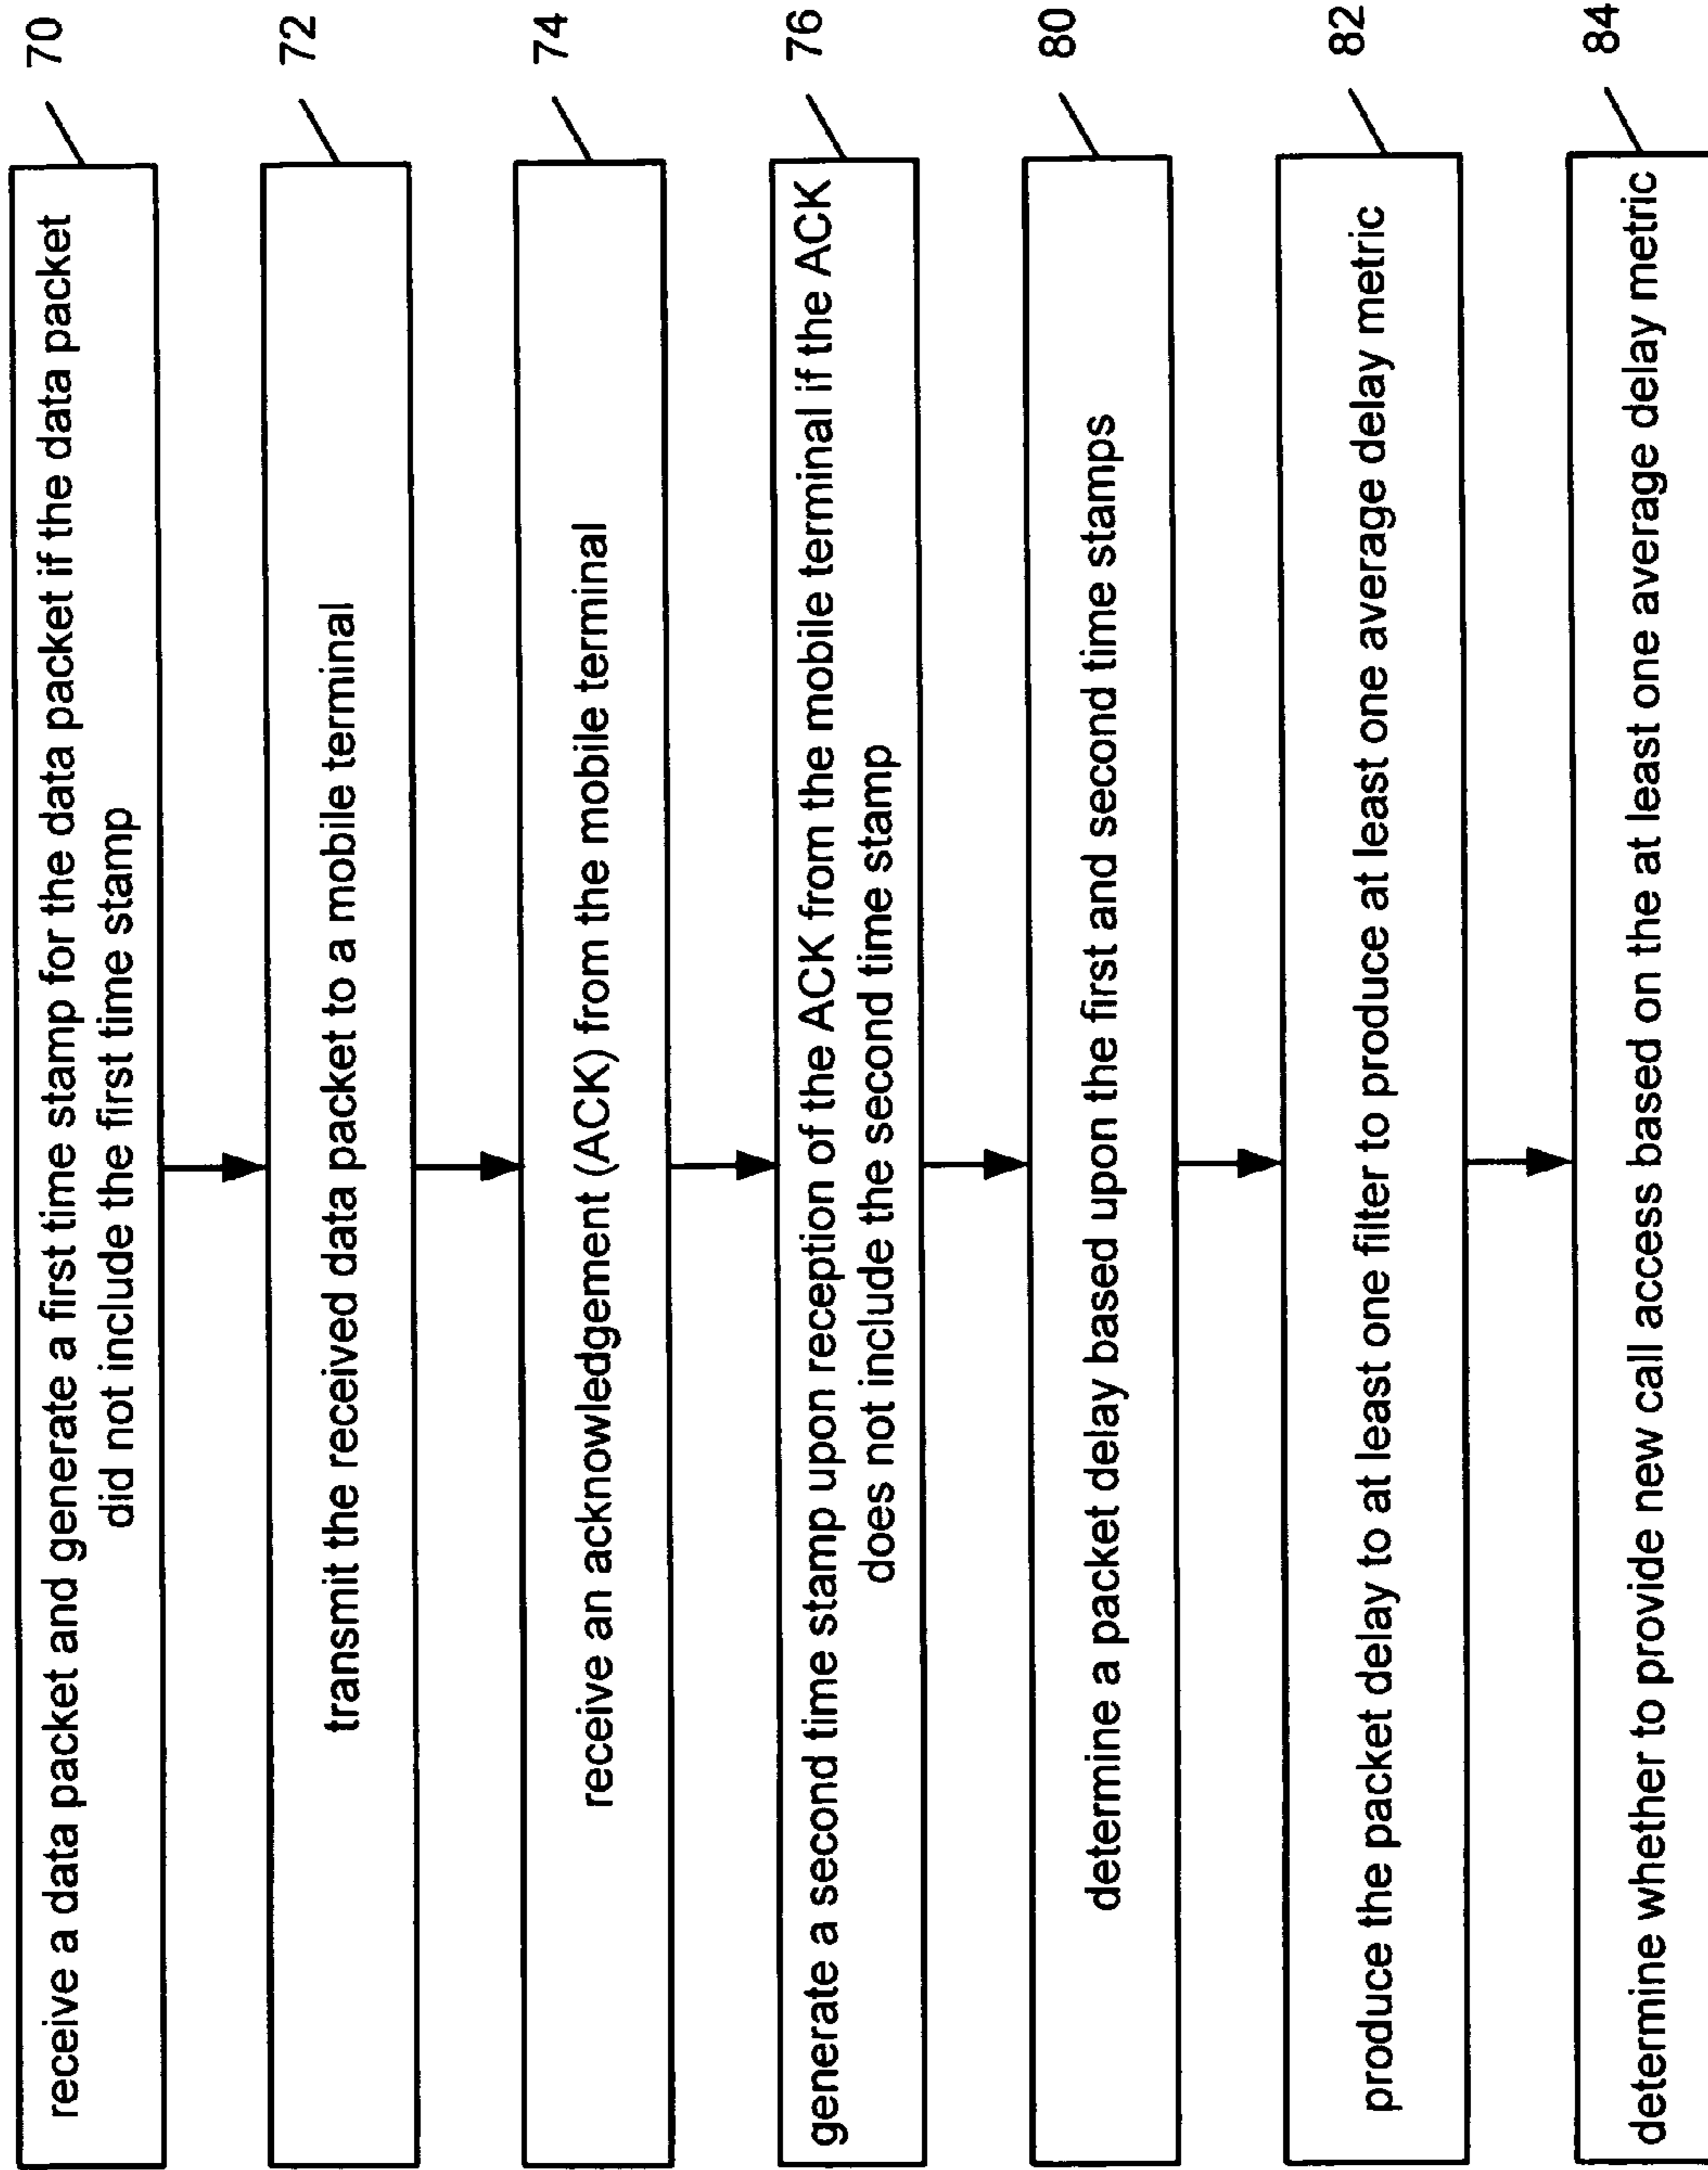 receive a data packet and generate a first time stamp for the data packet if the data packet
did not include the first time stamp
70
transmit the received data packet to a mobile terminal
72
receive an acknowledgement (ACK) from the mobile terminal
74
generate a second time stamp upon reception of the ACK from the mobile terminal if the ACK
does not include the second time stamp
76
determine a packet delay based upon the first and second time stamps
80
produce the packet delay to at least one filter to produce at least one average delay metric
82
determine whether to provide new call access based on the at least one average delay metric
84